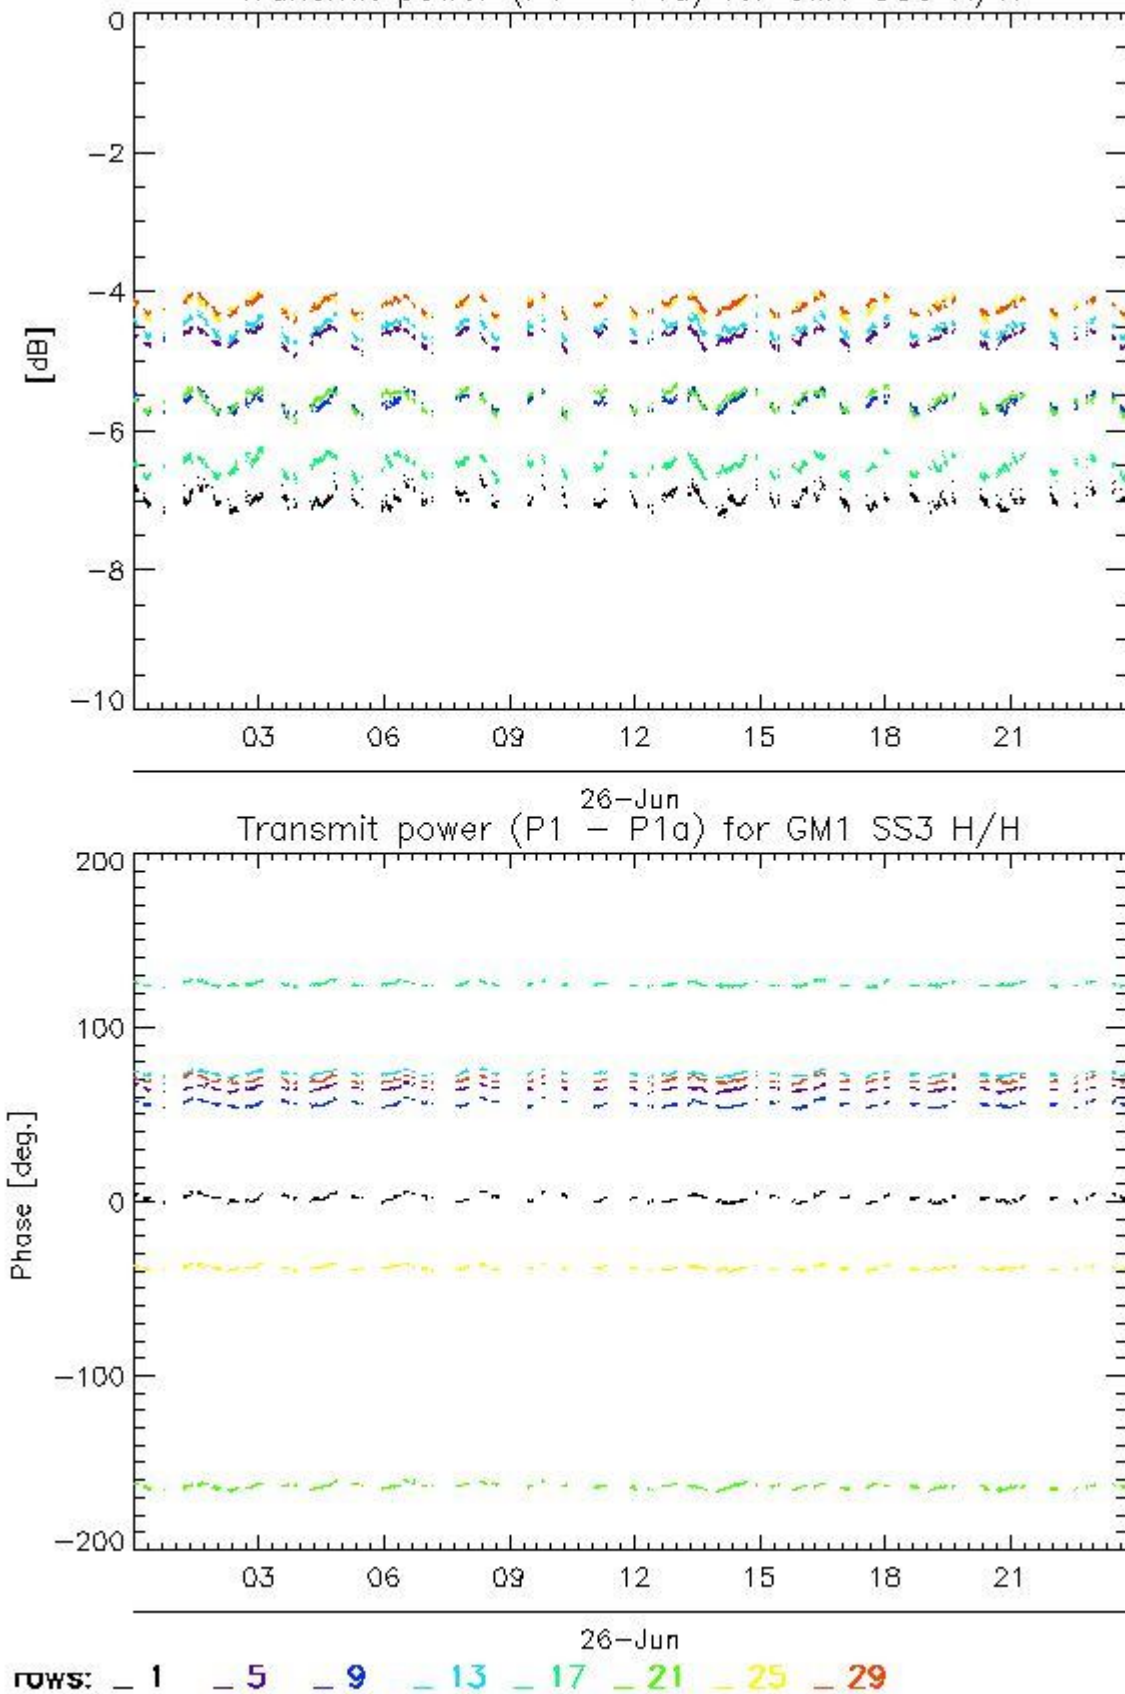 0
-2
-4
-6
-8
-10
[dB]
03 06 09 12 15 18 21
26-Jun
Transmit power (P1 - P1a) for GM1 SS3 H/H
200
100
0
-100
-200
Phase [deg.]
03 06 09 12 15 18 21
26-Jun
rows: _ 1 _ 5 _ 9 _ 13 _ 17 _ 21 _ 25 _ 29